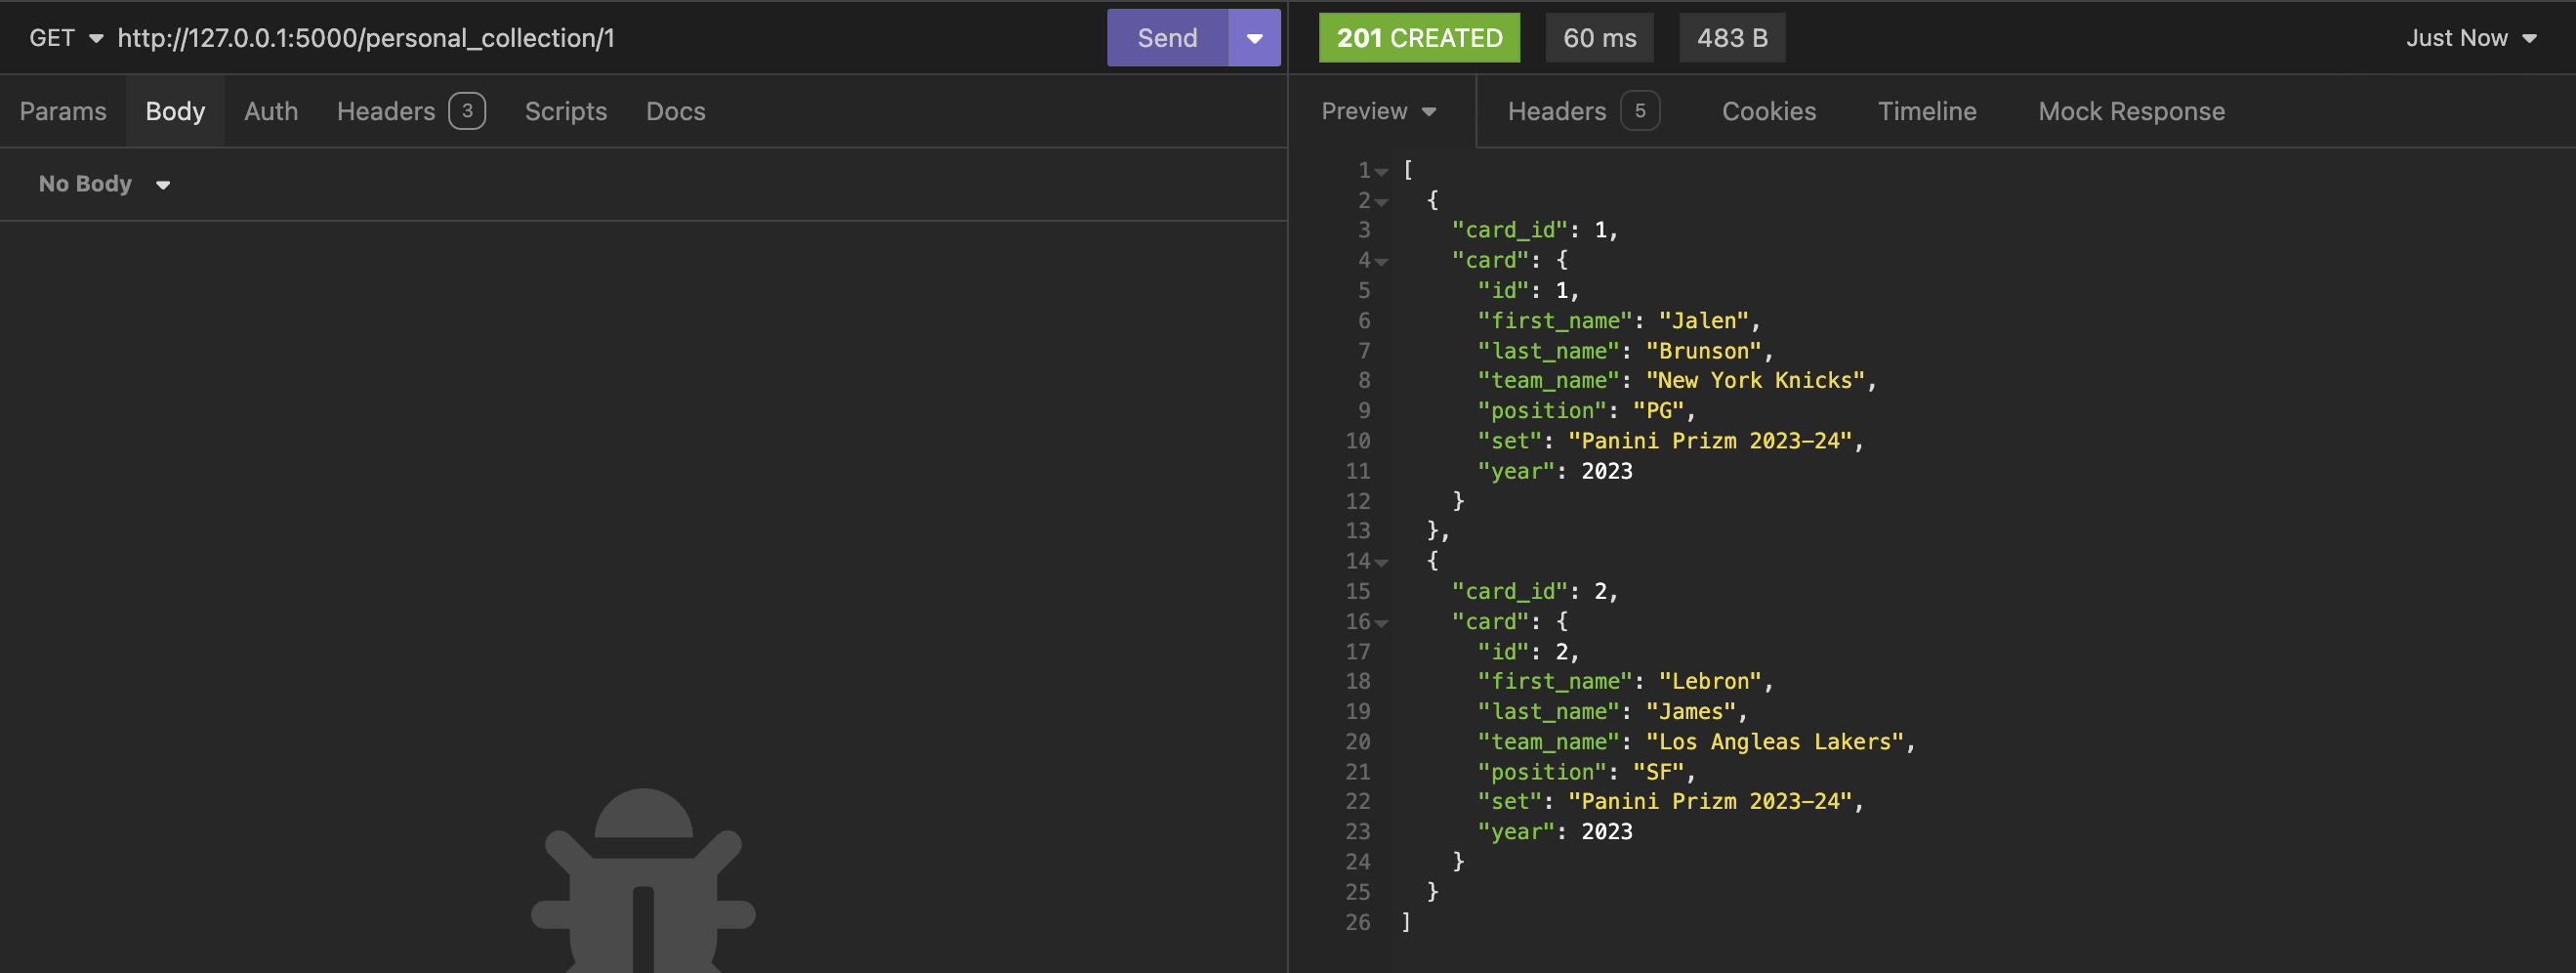 GET http://127.0.0.1:5000/personal_collection/1 Send
201 CREATED 60 ms 483 B Just Now
Params Body Auth Headers 3 Scripts Docs
Preview Headers 5 Cookies Timeline Mock Response
No Body
1 [
2 {
3 "card_id": 1,
4 "card": {
5 "id": 1,
6 "first_name": "Jalen",
7 "last_name": "Brunson",
8 "team_name": "New York Knicks",
9 "position": "PG",
10 "set": "Panini Prizm 2023-24",
11 "year": 2023
12 }
13 },
14 {
15 "card_id": 2,
16 "card": {
17 "id": 2,
18 "first_name": "Lebron",
19 "last_name": "James",
20 "team_name": "Los Angleas Lakers",
21 "position": "SF",
22 "set": "Panini Prizm 2023-24",
23 "year": 2023
24 }
25 }
26 ]